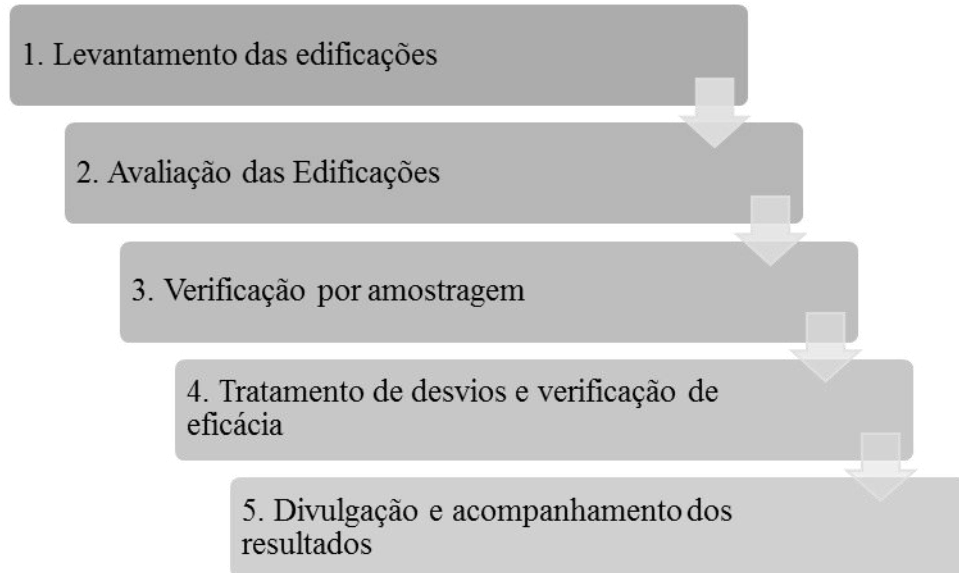 1. Levantamento das edificações
2. Avaliação das Edificações
3. Verificação por amostragem
4. Tratamento de desvios e verificação de
eficácia
5. Divulgação e acompanhamento dos
resultados